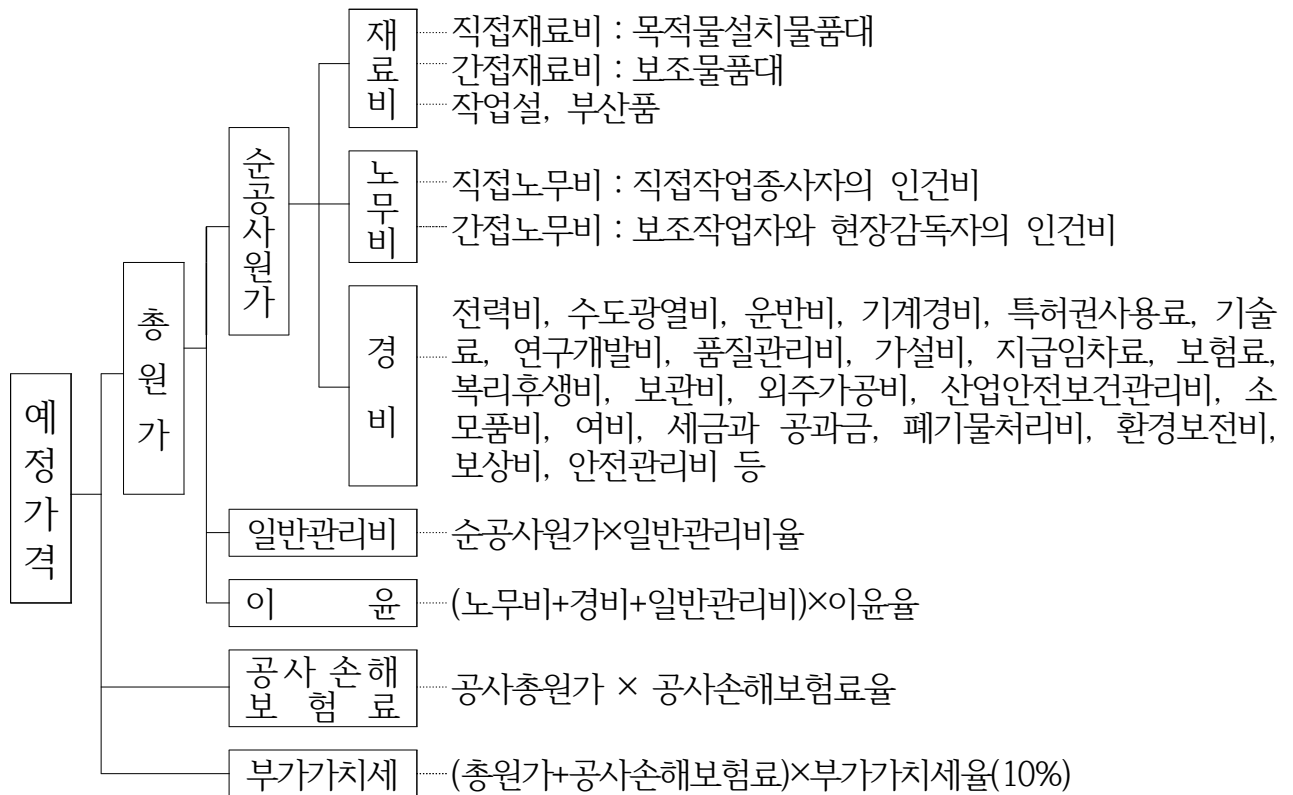 재료비
직접재료비 : 목적물설치물품대
간접재료비 : 보조물품대
작업설, 부산품
순공사원가
노무비
직접노무비 : 직접작업종사자의 인건비
간접노무비 : 보조작업자와 현장감독자의 인건비
총원가
경비
전력비, 수도광열비, 운반비, 기계경비, 특허권사용료, 기술
료, 연구개발비, 품질관리비, 가설비, 지급임차료, 보험료,
복리후생비, 보관비, 외주가공비, 산업안전보건관리비, 소
모품비, 여비, 세금과 공과금, 폐기물처리비, 환경보전비,
보상비, 안전관리비 등
예정가격
일반관리비
순공사원가×일반관리비율
이 윤
(노무비+경비+일반관리비)×이윤율
공사 손해
보 험 료
공사총원가 × 공사손해보험료율
부가가치세
(총원가+공사손해보험료)×부가가치세율(10%)